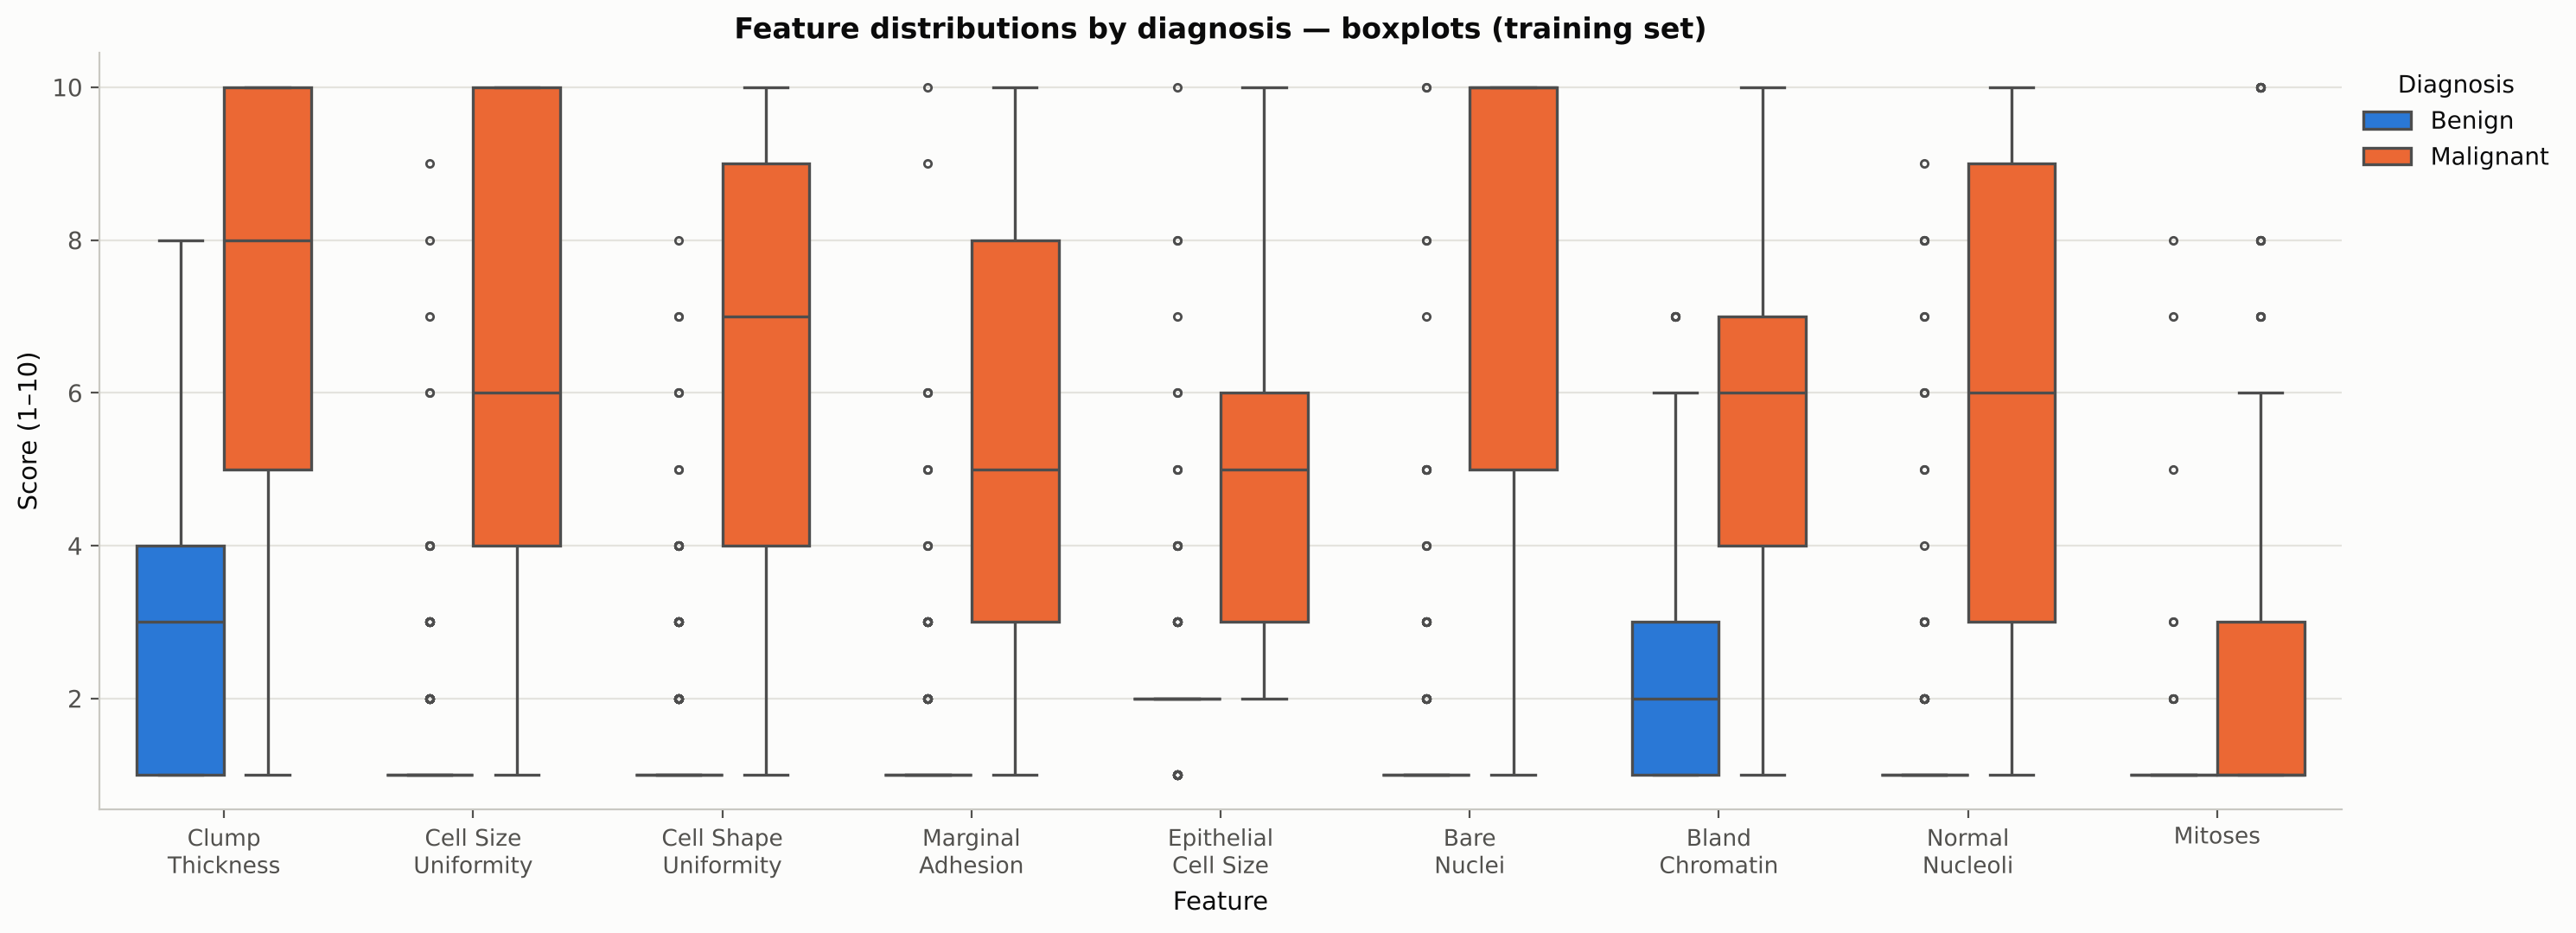 Feature distributions by diagnosis — boxplots (training set)
Diagnosis
Benign
Malignant
Score (1–10)
10
8
6
4
2
Clump
Thickness
Cell Size
Uniformity
Cell Shape
Uniformity
Marginal
Adhesion
Epithelial
Cell Size
Bare
Nuclei
Bland
Chromatin
Normal
Nucleoli
Mitoses
Feature